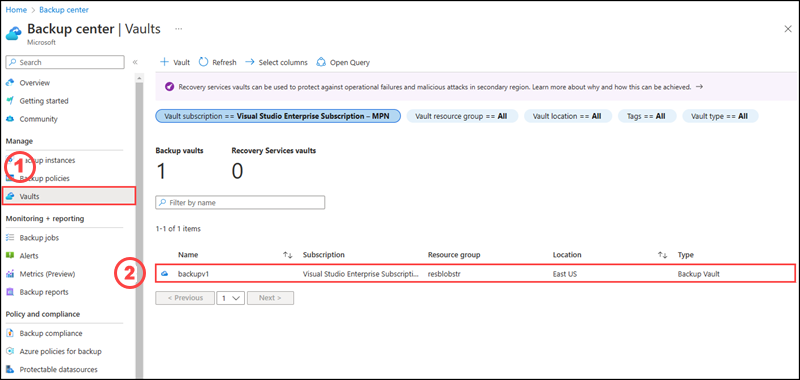 Home > Backup center
Backup center | Vaults ...
Microsoft
Search
Overview
Getting started
Community
Manage
Backup instances
Backup policies
Vaults
Monitoring + reporting
Backup jobs
Alerts
Metrics (Preview)
Backup reports
Policy and compliance
Backup compliance
Azure policies for backup
Protectable datasources
1
2
+ Vault Refresh Select columns Open Query
Recovery services vaults can be used to protect against operational failures and malicious attacks in secondary region. Learn more about why and how this can be achieved. →
Vault subscription == Visual Studio Enterprise Subscription – MPN Vault resource group == All Vault location == All Tags == All Vault type == All
Backup vaults Recovery Services vaults
1 0
Filter by name
1-1 of 1 items
Name Subscription Resource group Location Type
backupv1 Visual Studio Enterprise Subscripti... resblobstr East US Backup Vault
< Previous 1 Next >